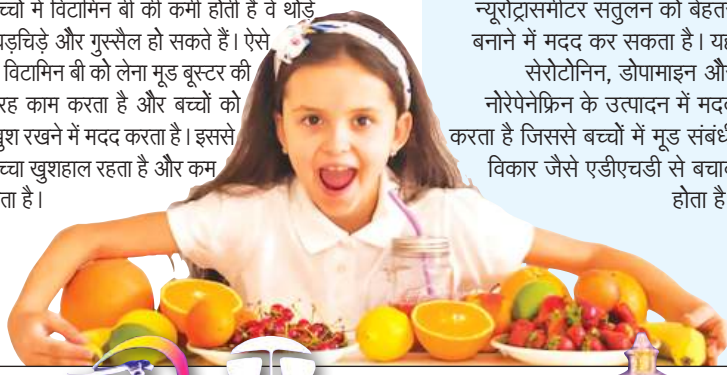 बच्चों में विटामिन बी की कमी होती है वे थोड़े
चिड़चिड़े और गुस्सैल हो सकते हैं। ऐसे
विटामिन बी को लेना मूड बूस्टर की
तरह काम करता है और बच्चों को
खुश रखने में मदद करता है। इससे
बच्चा खुशहाल रहता है और कम
है।
न्यूरोट्रासमीटर संतुलन को बेहतर
बनाने में मदद कर सकता है। यह
सेरोटोनिन, डोपामाइन और
नोरेपेनेफ्रिन के उत्पादन में मदद
करता है जिससे बच्चों में मूड संबंधी
विकार जैसे एडीएचडी से बचाव
होता है